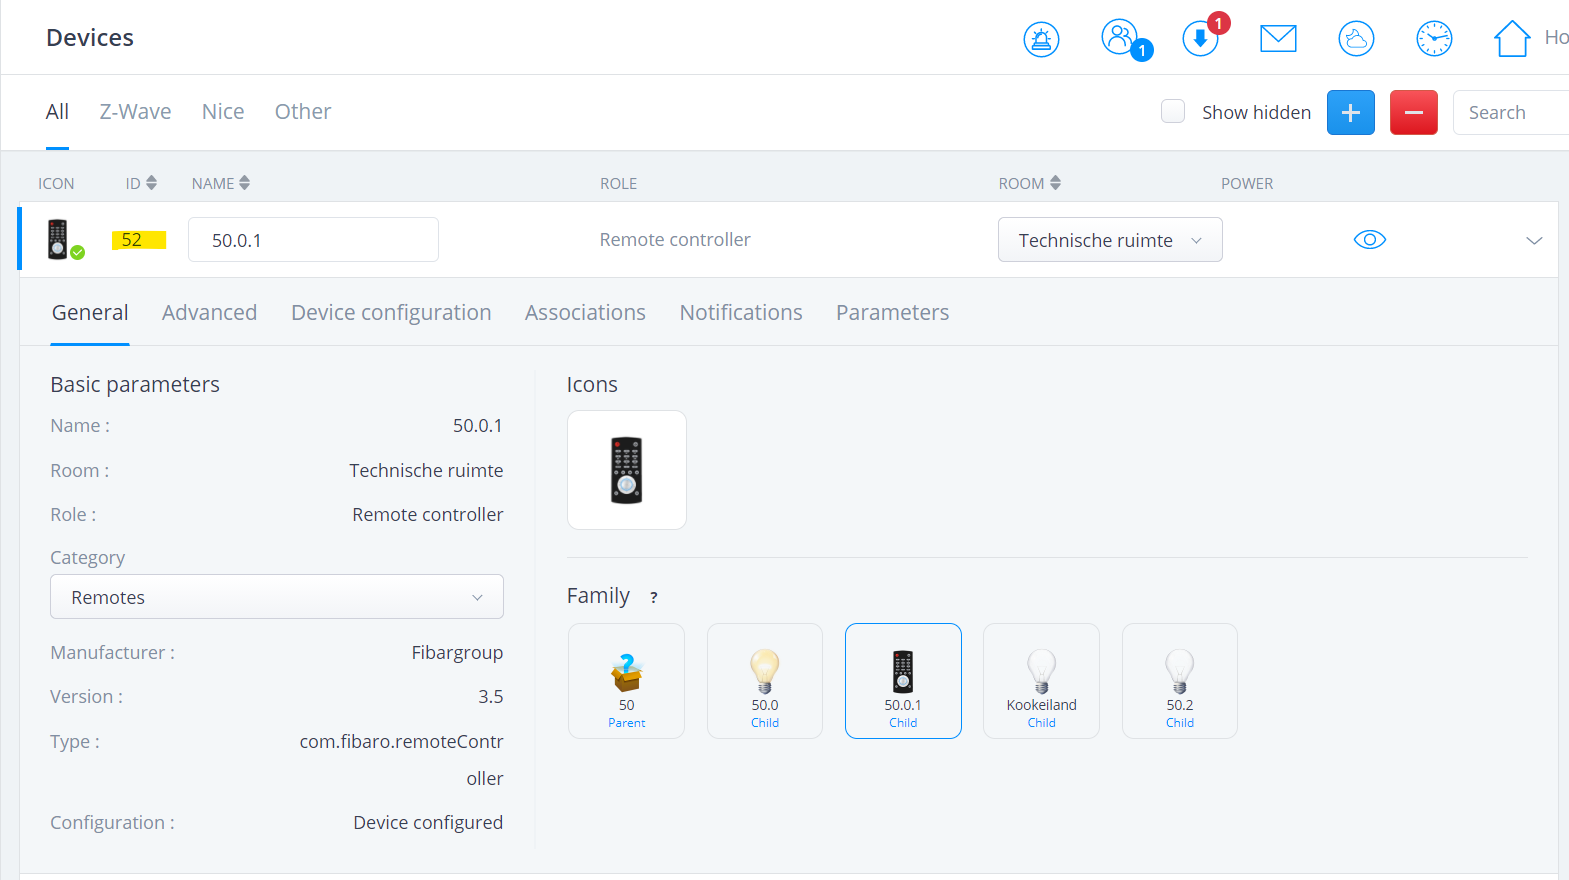 Devices
1
1
Ho
All Z-Wave Nice Other
Show hidden + − Search
ICON ID NAME ROLE ROOM POWER
52 50.0.1 Remote controller Technische ruimte
General Advanced Device configuration Associations Notifications Parameters
Basic parameters
Name : 50.0.1
Room : Technische ruimte
Role : Remote controller
Category
Remotes
Manufacturer : Fibargroup
Version : 3.5
Type : com.fibaro.remoteContr
oller
Configuration : Device configured
Icons
Family ?
50
Parent
50.0
Child
50.0.1
Child
Kookeiland
Child
50.2
Child